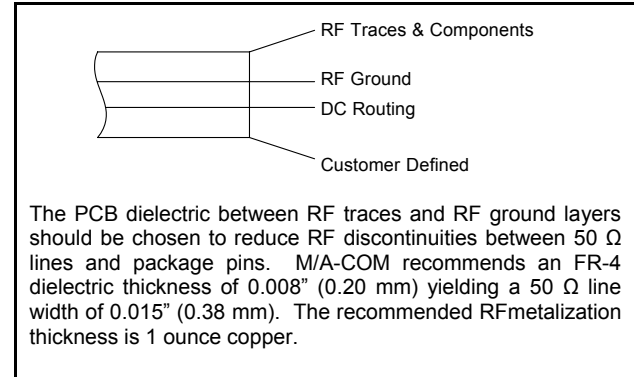 RF Traces & Components
RF Ground
DC Routing
Customer Defined
The PCB dielectric between RF traces and RF ground layers
should be chosen to reduce RF discontinuities between 50 Ω
lines and package pins. M/A-COM recommends an FR-4
dielectric thickness of 0.008” (0.20 mm) yielding a 50 Ω line
width of 0.015” (0.38 mm). The recommended RFmetalization
thickness is 1 ounce copper.